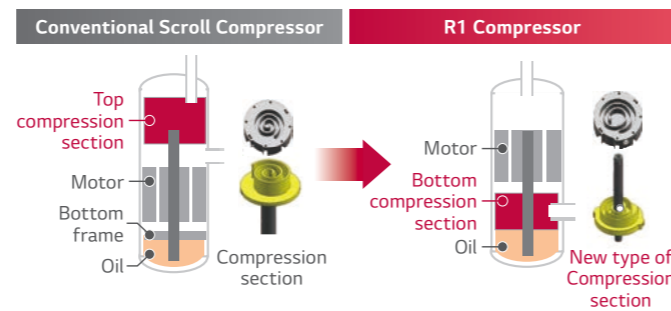 Conventional Scroll Compressor
R1 Compressor
Top
compression
section
Motor
Bottom
frame
Oil
Compression
section
Motor
Bottom
compression
section
Oil
New type of
Compression
section